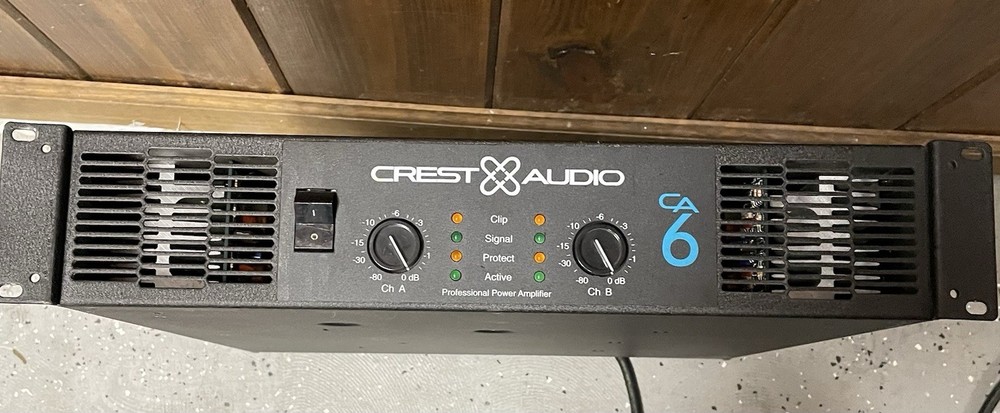 CREST AUDIO
CA
6
I
O
-10 -6 -3
-15 -1
-30
-80 0 dB
Ch A
Clip
Signal
Protect
Active
Professional Power Amplifier
-10 -6 -3
-15 -1
-30
-80 0 dB
Ch B